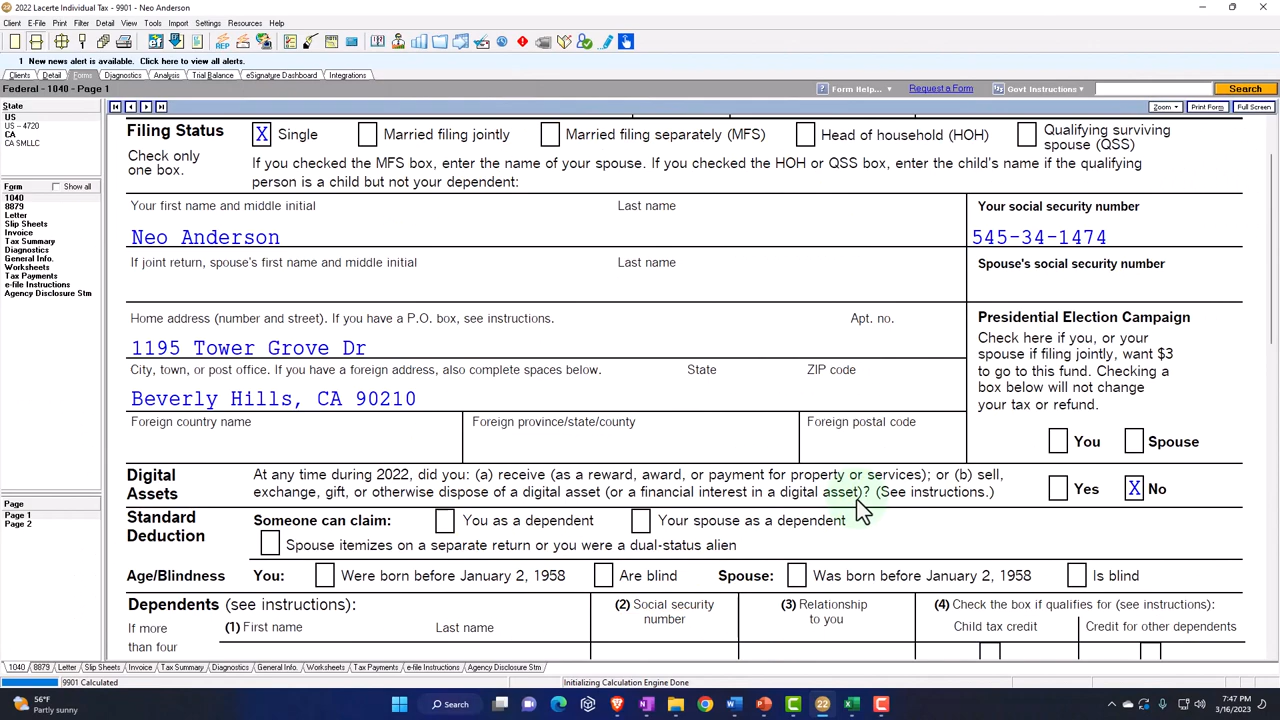 2022 Lacerte Individual Tax - 9901 - Neo Anderson
Client E-File Print Filter Detail View Tools Import Settings Resources Help
1 New news alert is available. Click here to view all alerts.
Clients Detail Forms Diagnostics Analysis Trial Balance eSignature Dashboard Integrations
Federal - 1040 - Page 1 Form Help... Request a Form Govt Instructions Search
Zoom Print Form Full Screen
State
US
US - 4720
CA
CA SMLLC
Form Show all
1040
8879
Letter
Slip Sheets
Invoice
Tax Summary
Diagnostics
General Info.
Worksheets
Tax Payments
e-file Instructions
Agency Disclosure Stm
Page
Page 1
Page 2
Filing Status X Single Married filing jointly Married filing separately (MFS) Head of household (HOH) Qualifying surviving
spouse (QSS)
Check only
one box.
If you checked the MFS box, enter the name of your spouse. If you checked the HOH or QSS box, enter the child's name if the qualifying
person is a child but not your dependent:
Your first name and middle initial Last name Your social security number
Neo Anderson 545-34-1474
If joint return, spouse's first name and middle initial Last name Spouse's social security number
Home address (number and street). If you have a P.O. box, see instructions. Apt. no.
1195 Tower Grove Dr
City, town, or post office. If you have a foreign address, also complete spaces below. State ZIP code
Beverly Hills, CA 90210
Foreign country name Foreign province/state/county Foreign postal code
Presidential Election Campaign
Check here if you, or your
spouse if filing jointly, want $3
to go to this fund. Checking a
box below will not change
your tax or refund.
You Spouse
Digital
Assets
At any time during 2022, did you: (a) receive (as a reward, award, or payment for property or services); or (b) sell,
exchange, gift, or otherwise dispose of a digital asset (or a financial interest in a digital asset)? (See instructions.)
Yes X No
Standard
Deduction
Someone can claim: You as a dependent Your spouse as a dependent
Spouse itemizes on a separate return or you were a dual-status alien
Age/Blindness You: Were born before January 2, 1958 Are blind Spouse: Was born before January 2, 1958 Is blind
Dependents (see instructions):
If more
than four
(1) First name Last name
(2) Social security
number
(3) Relationship
to you
(4) Check the box if qualifies for (see instructions):
Child tax credit Credit for other dependents
1040 8879 Letter Slip Sheets Invoice Tax Summary Diagnostics General Info. Worksheets Tax Payments e-file Instructions Agency Disclosure Stm
9901 Calculated Initializing Calculation Engine Done
56°F
Partly sunny
Search
7:47 PM
3/16/2023